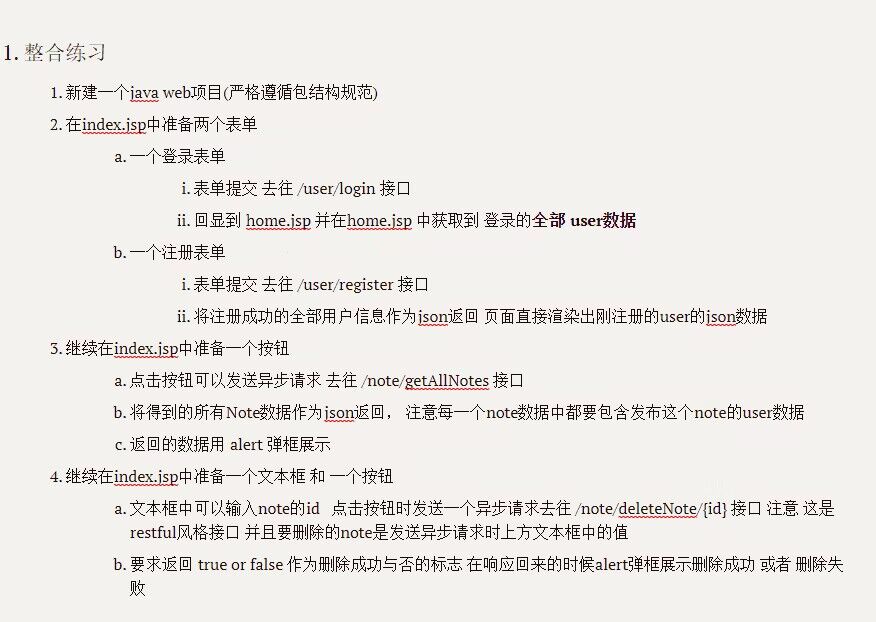 1. 整合练习
1. 新建一个java web项目(严格遵循包结构规范)
2. 在index.jsp中准备两个表单
a. 一个登录表单
i. 表单提交 去往 /user/login 接口
ii. 回显到 home.jsp 并在home.jsp 中获取到 登录的全部 user数据
b. 一个注册表单
i. 表单提交 去往 /user/register 接口
ii. 将注册成功的全部用户信息作为json返回 页面直接渲染出刚注册的user的json数据
3. 继续在index.jsp中准备一个按钮
a. 点击按钮可以发送异步请求 去往 /note/getAllNotes 接口
b. 将得到的所有Note数据作为json返回， 注意每一个note数据中都要包含发布这个note的user数据
c. 返回的数据用 alert 弹框展示
4. 继续在index.jsp中准备一个文本框 和 一个按钮
a. 文本框中可以输入note的id 点击按钮时发送一个异步请求去往 /note/deleteNote/{id} 接口 注意 这是
restful风格接口 并且要删除的note是发送异步请求时上方文本框中的值
b. 要求返回 true or false 作为删除成功与否的标志 在响应回来的时候alert弹框展示删除成功 或者 删除失
败